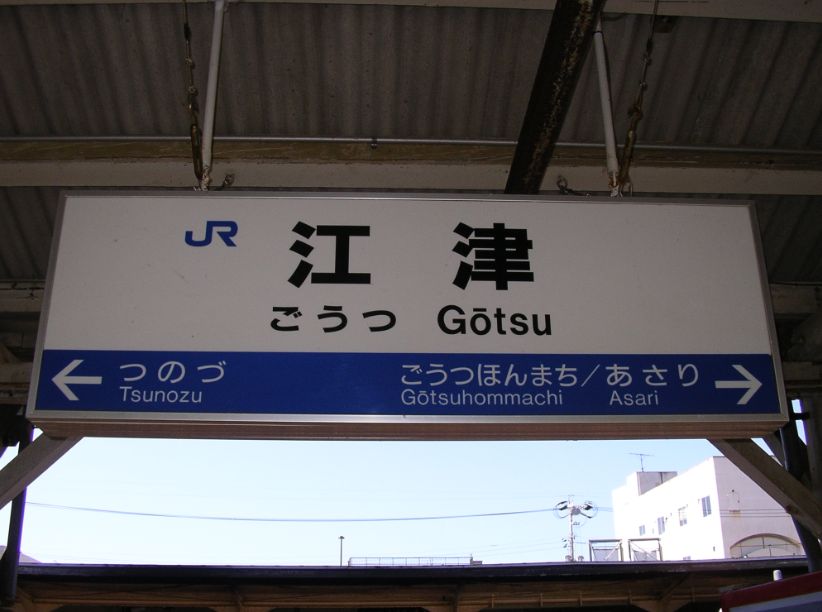 JR 江津
ごうつ Gōtsu
← つのづ ごうつほんまち／あさり →
Tsunozu Gōtsuhommachi Asari